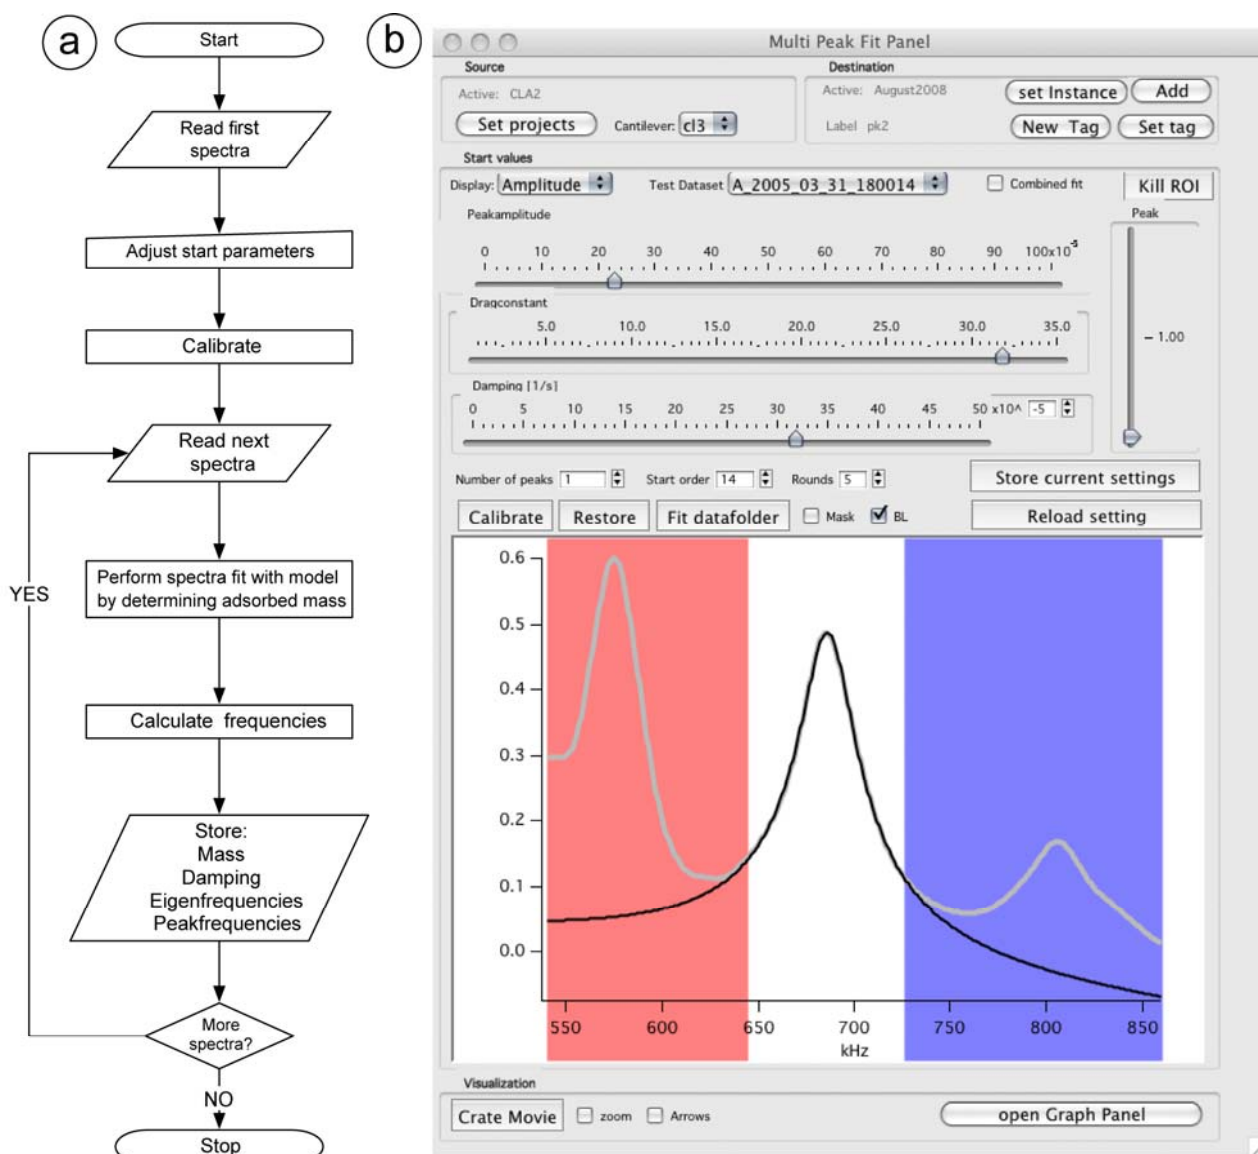 a
Start
Read first
spectra
Adjust start parameters
Calibrate
Read next
spectra
YES
Perform spectra fit with model
by determining adsorbed mass
Calculate frequencies
Store:
Mass
Damping
Eigenfrequencies
Peakfrequencies
More
spectra?
NO
Stop
b
Multi Peak Fit Panel
Source
Active: CLA2
Set projects Cantilever: cl3
Destination
Active: August2008 set Instance Add
Label pk2 New Tag Set tag
Start values
Display: Amplitude Test Dataset A_2005_03_31_180014 Combined fit Kill ROI
Peakamplitude
0 10 20 30 40 50 60 70 80 90 100x10-5
Dragconstant
5.0 10.0 15.0 20.0 25.0 30.0 35.0
Damping [1/s]
0 5 10 15 20 25 30 35 40 45 50 x10^ -5
Peak
1.00
Number of peaks 1 Start order 14 Rounds 5 Store current settings
Calibrate Restore Fit datafolder Mask BL Reload setting
0.6
0.5
0.4
0.3
0.2
0.1
0.0
550 600 650 700 750 800 850
kHz
Visualization
Crate Movie zoom Arrows open Graph Panel